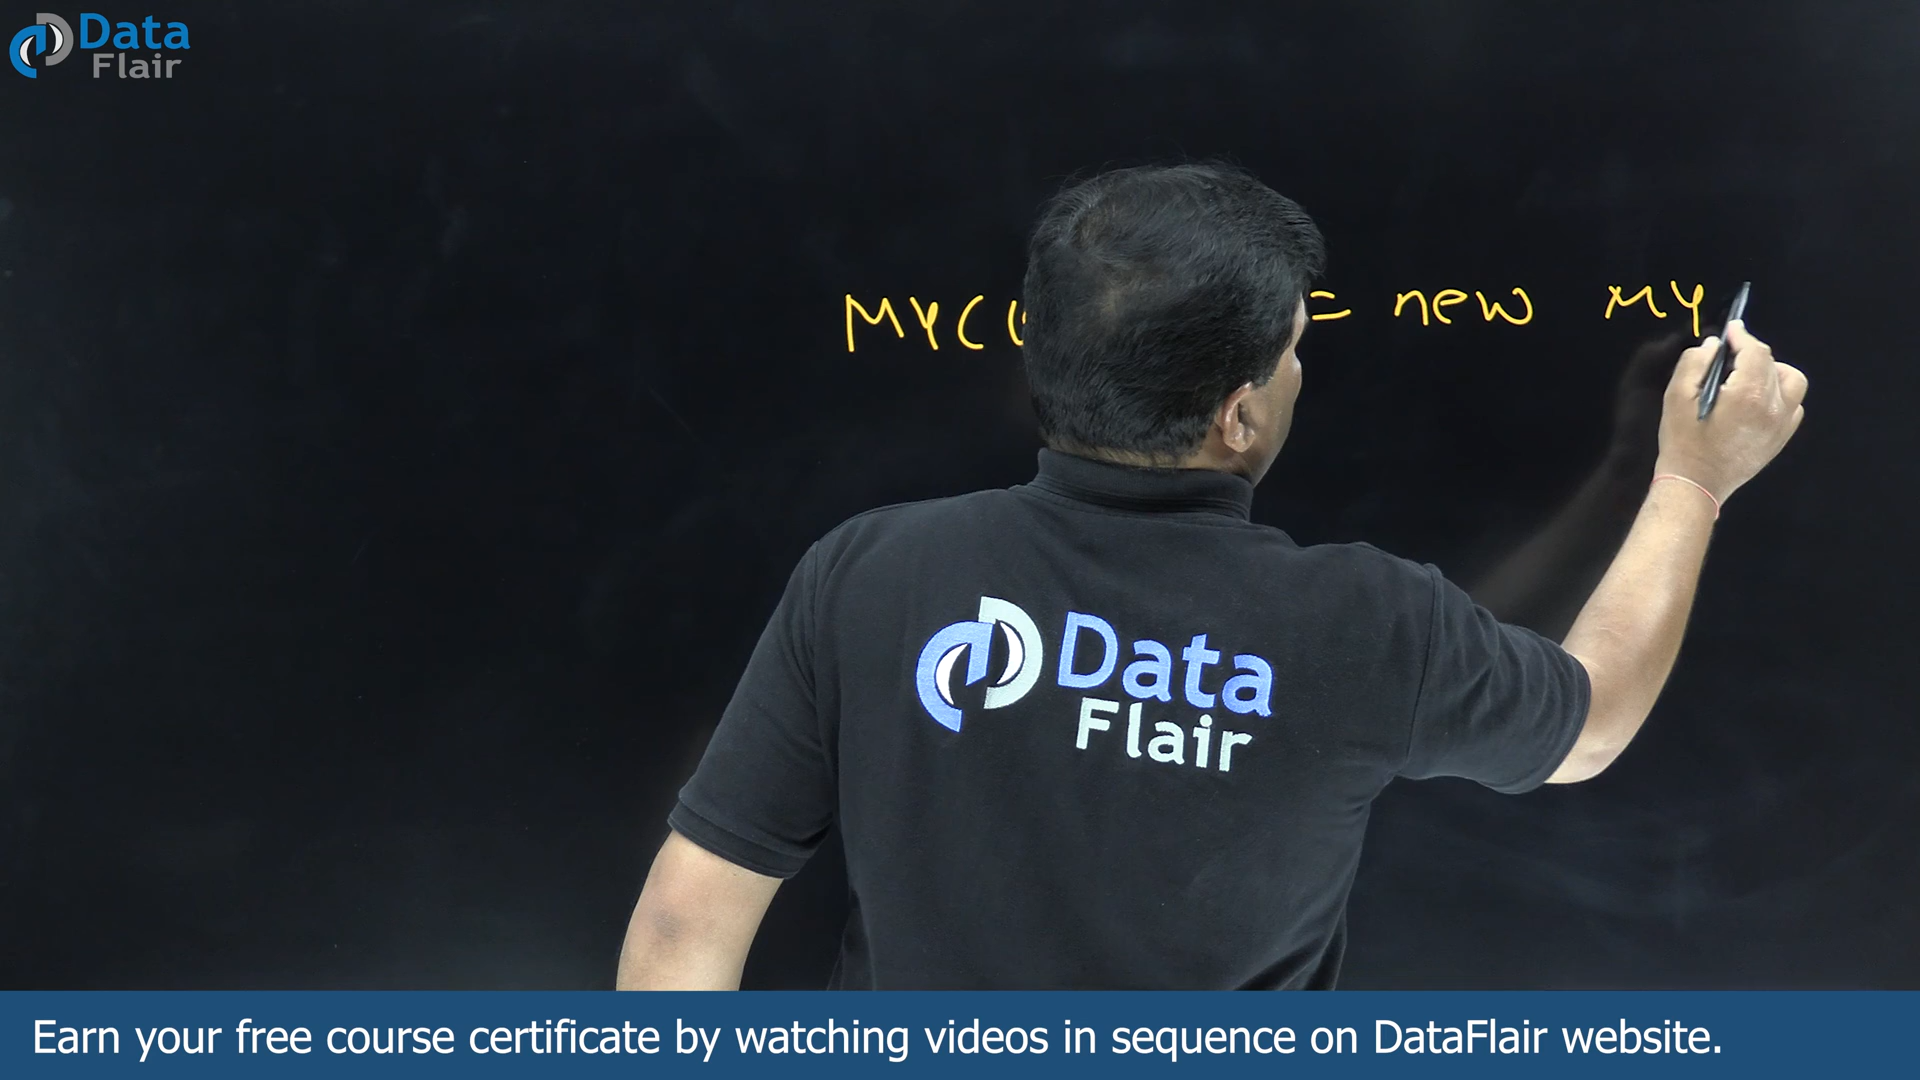 Data
Flair
= new My
Data
Flair
Earn your free course certificate by watching videos in sequence on DataFlair website.